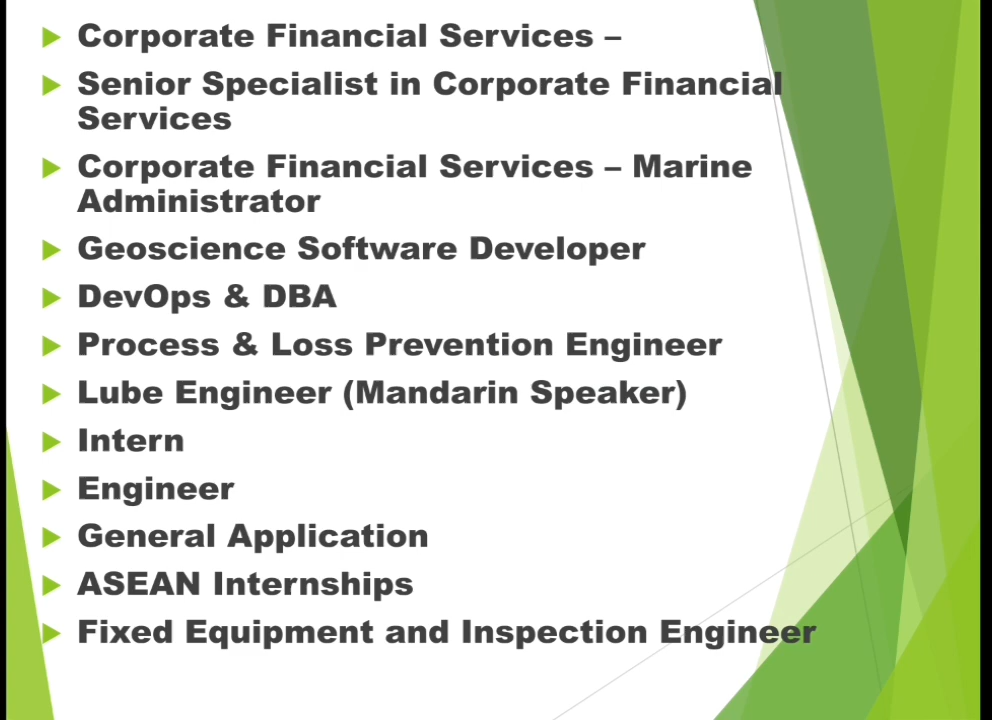 Corporate Financial Services –
Senior Specialist in Corporate Financial
Services
Corporate Financial Services – Marine
Administrator
Geoscience Software Developer
DevOps & DBA
Process & Loss Prevention Engineer
Lube Engineer (Mandarin Speaker)
Intern
Engineer
General Application
ASEAN Internships
Fixed Equipment and Inspection Engineer